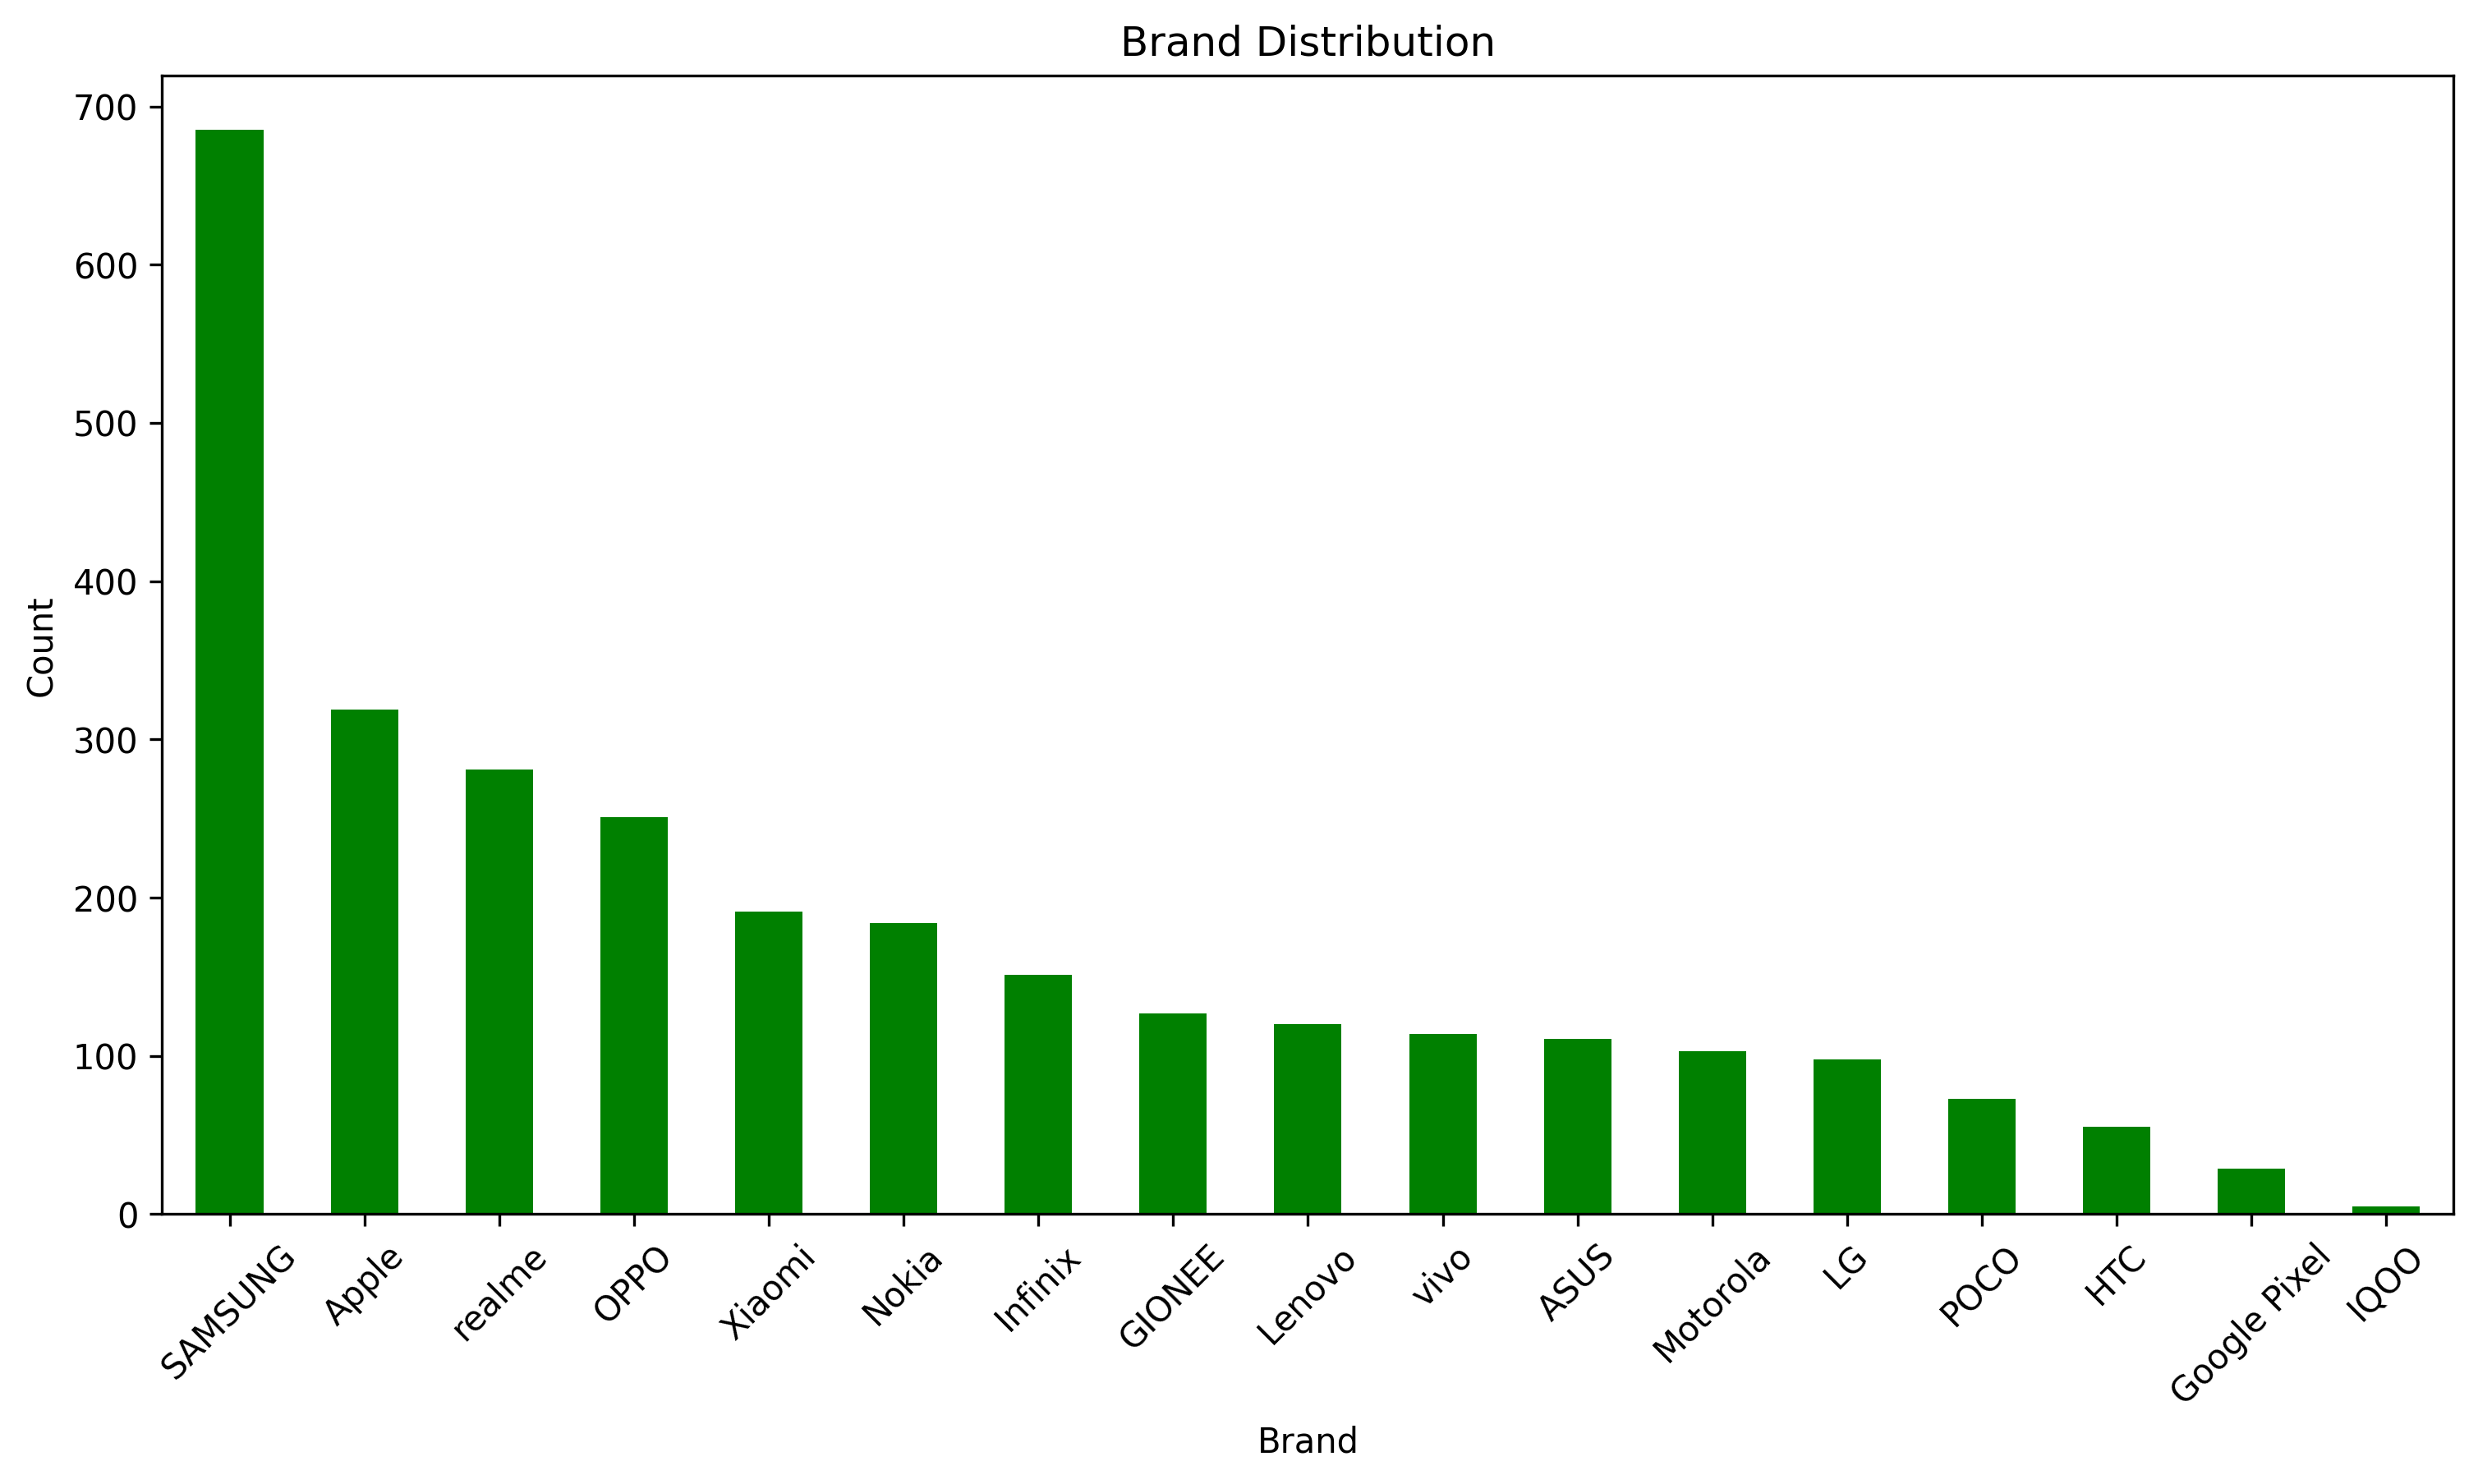 Brand Distribution
700
600
500
400
300
200
100
0
Count
SAMSUNG
Apple
realme
OPPO
Xiaomi
Nokia
Infinix
GIONEE
Lenovo
vivo
ASUS
Motorola
LG
POCO
HTC
Google Pixel
IQOO
Brand